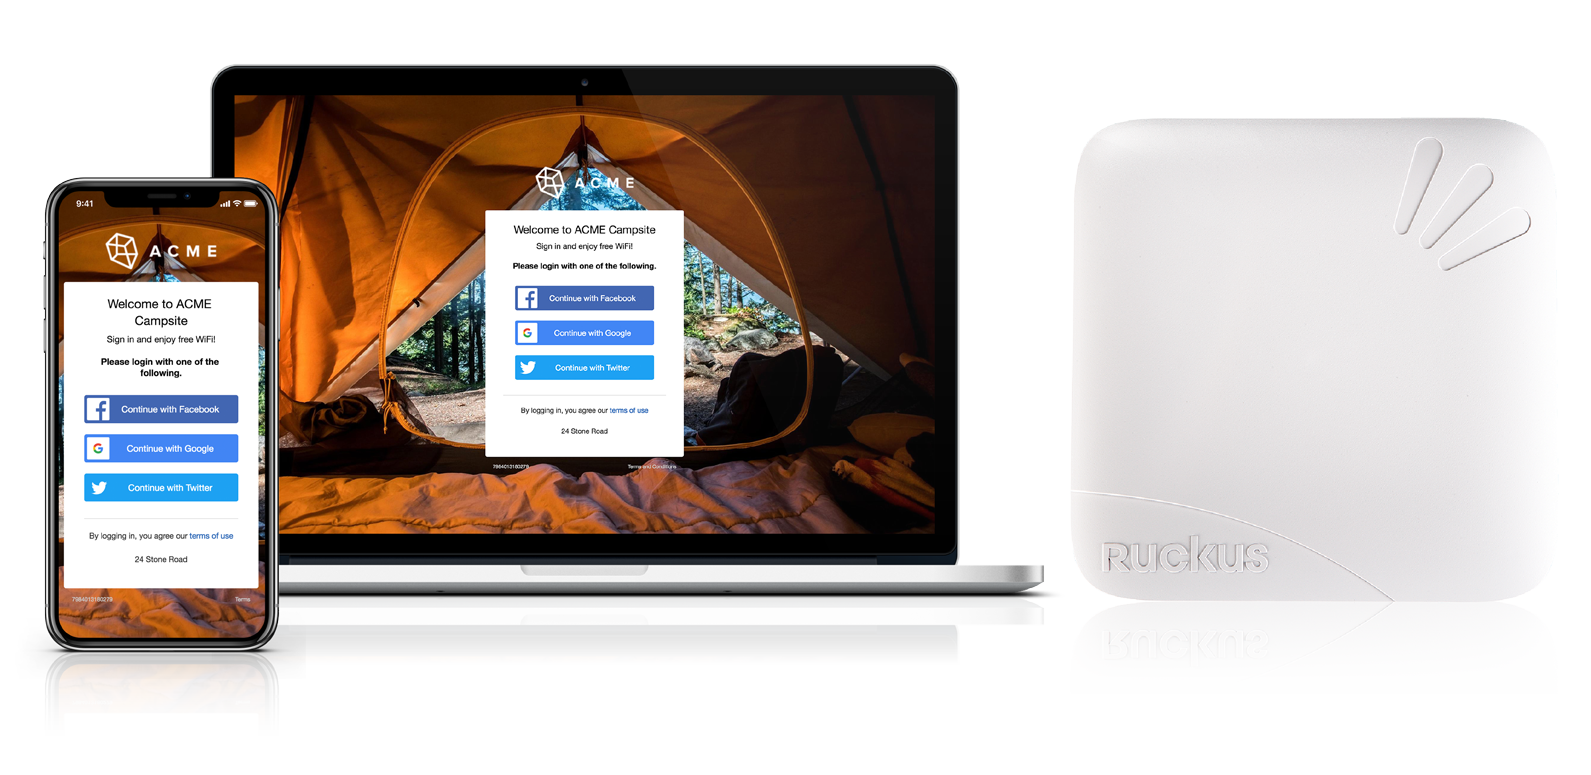 9:41
ACME
Welcome to ACME
Campsite
Sign in and enjoy free WiFi!
Please login with one of the
following.
Continue with Facebook
Continue with Google
Continue with Twitter
By logging in, you agree our terms of use
24 Stone Road
7984013180279
Terms
ACME
Welcome to ACME Campsite
Sign in and enjoy free WiFi!
Please login with one of the following.
Continue with Facebook
Continue with Google
Continue with Twitter
By logging in, you agree our terms of use
24 Stone Road
7984013180279
Terms and Conditions
Ruckus